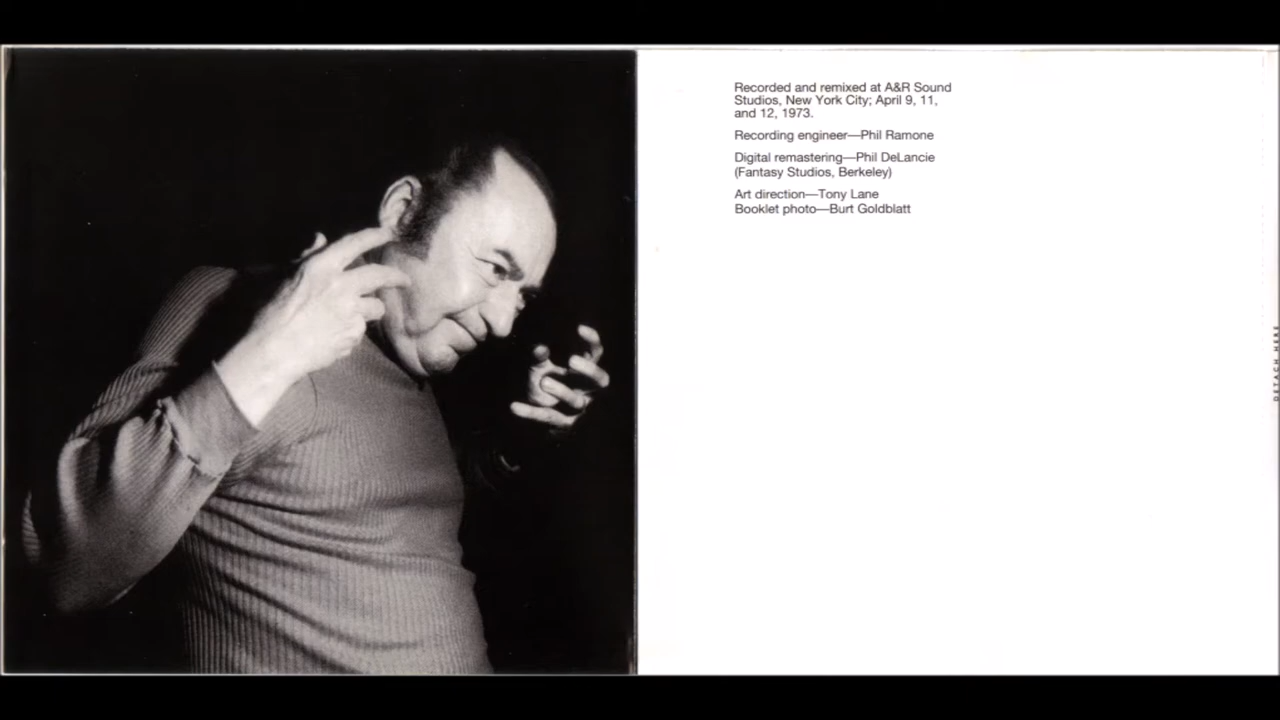 Recorded and remixed at A&R Sound
Studios, New York City; April 9, 11,
and 12, 1973.
Recording engineer—Phil Ramone
Digital remastering—Phil DeLancie
(Fantasy Studios, Berkeley)
Art direction—Tony Lane
Booklet photo—Burt Goldblatt
DETACH HERE